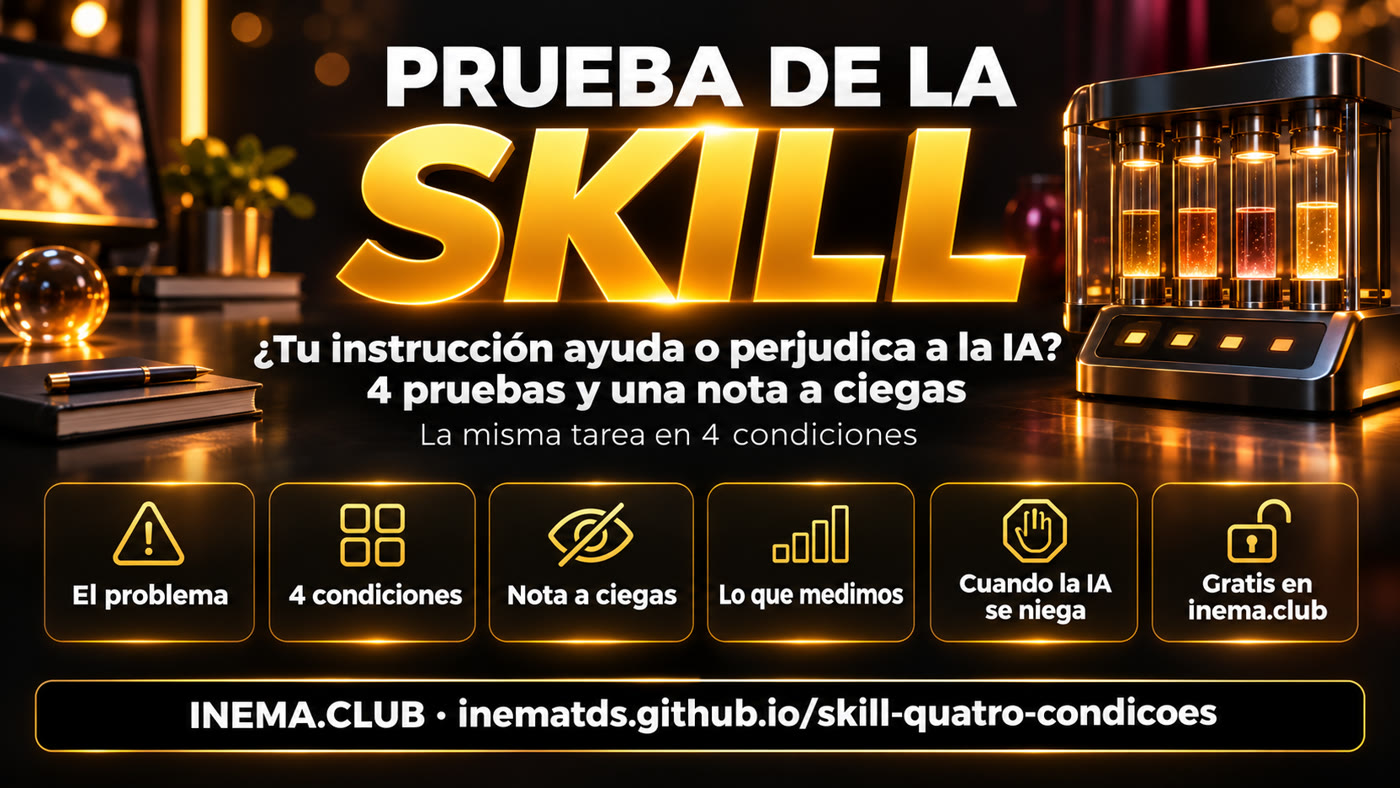 PRUEBA DE LA
SKILL
¿Tu instrucción ayuda o perjudica a la IA?
4 pruebas y una nota a ciegas
La misma tarea en 4 condiciones
El problema
4 condiciones
Nota a ciegas
Lo que medimos
Cuando la IA
se niega
Gratis en
inema.club
INEMA.CLUB · inematds.github.io/skill-quatro-condicoes